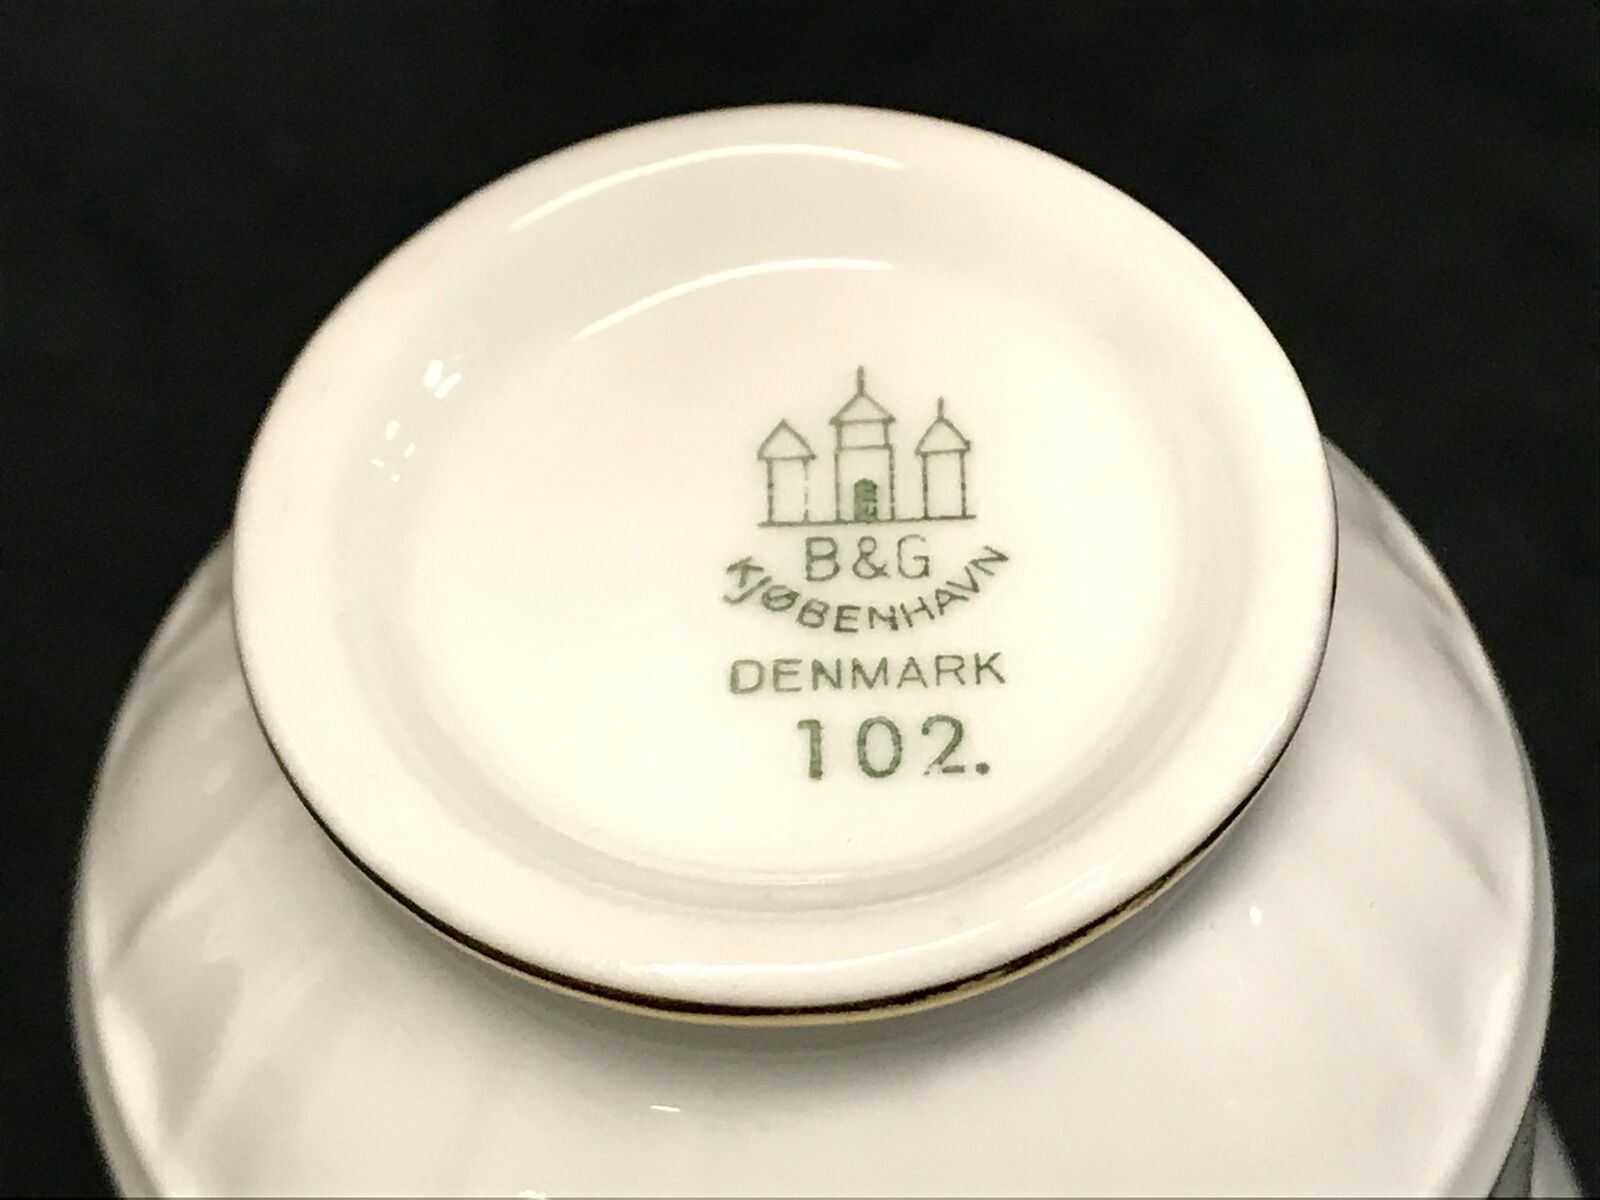 B&G
KJØBENHAVN
DENMARK
102.